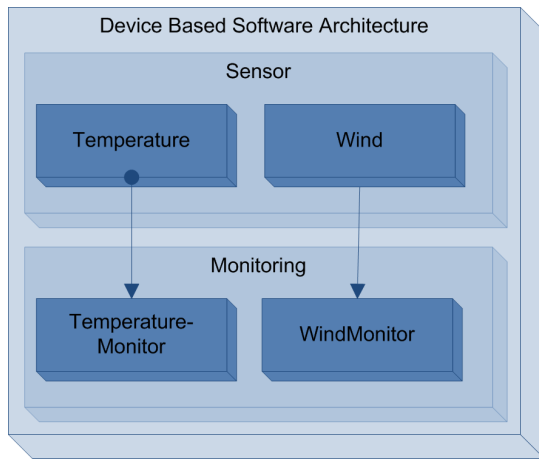 Device Based Software Architecture
Sensor
Temperature
Wind
Monitoring
Temperature-
Monitor
WindMonitor